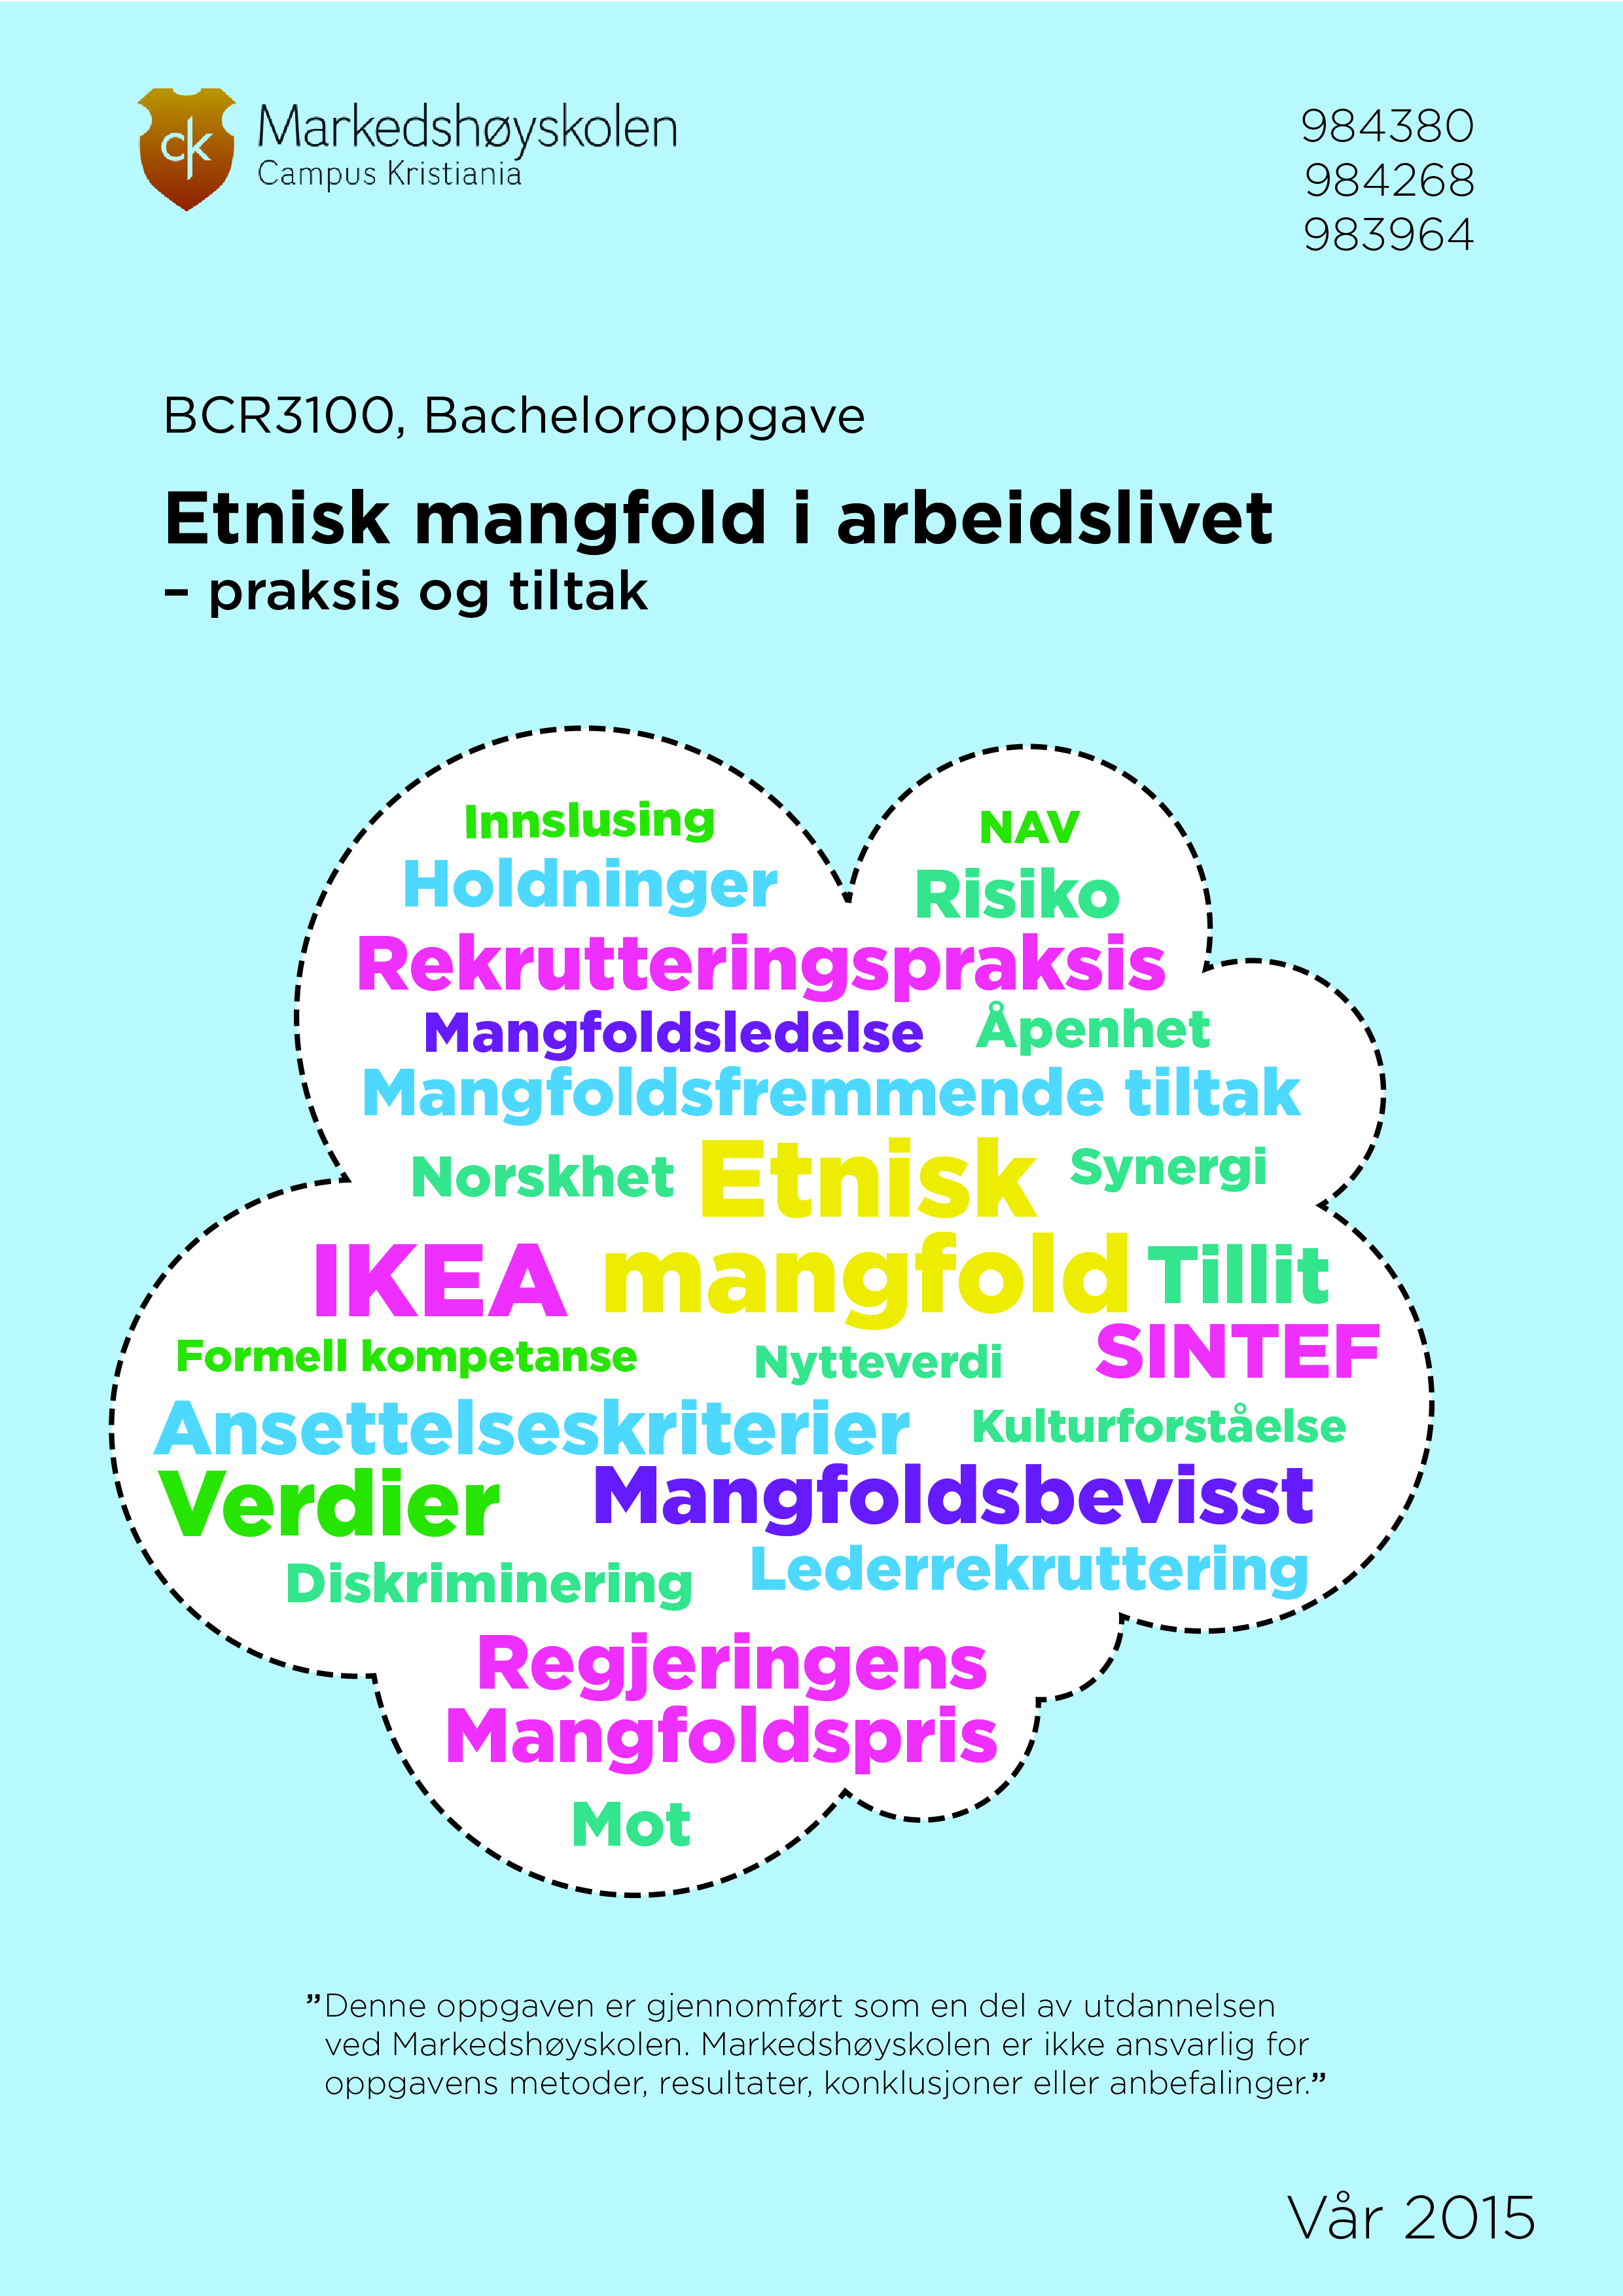 ck
Markedshøyskolen
Campus Kristiania
984380
984268
983964
BCR3100, Bacheloroppgave
Etnisk mangfold i arbeidslivet
– praksis og tiltak
Innslusing
NAV
Holdninger
Risiko
Rekrutteringspraksis
Mangfoldsledelse
Åpenhet
Mangfoldsfremmende tiltak
Norskhet
Etnisk
Synergi
IKEA
mangfold
Tillit
Formell kompetanse
Nytteverdi
SINTEF
Ansettelseskriterier
Kulturforståelse
Verdier
Mangfoldsbevisst
Diskriminering
Lederrekruttering
Regjeringens
Mangfoldspris
Mot
”Denne oppgaven er gjennomført som en del av utdannelsen
ved Markedshøyskolen. Markedshøyskolen er ikke ansvarlig for
oppgavens metoder, resultater, konklusjoner eller anbefalinger.”
Vår 2015